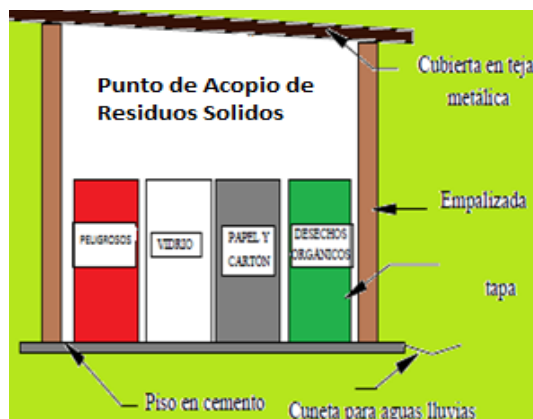 Punto de Acopio de
Residuos Solidos
Cubierta en teja
metálica
Empalizada
PELIGROSOS
VIDRIO
PAPEL Y
CARTÓN
DESECHOS
ORGÁNICOS
tapa
Piso en cemento
Cuneta para aguas lluvias